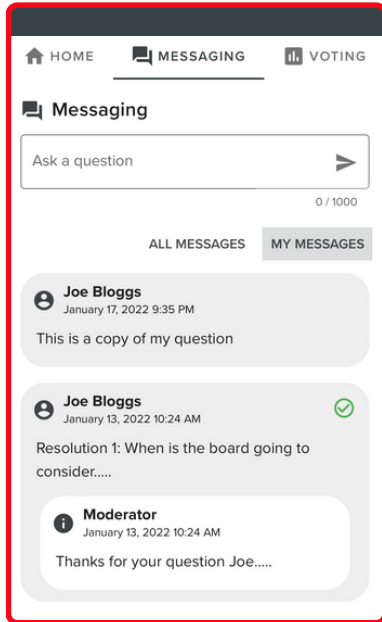 HOME MESSAGING VOTING
Messaging
Ask a question
0 / 1000
ALL MESSAGES MY MESSAGES
Joe Bloggs
January 17, 2022 9:35 PM
This is a copy of my question
Joe Bloggs
January 13, 2022 10:24 AM
Resolution 1: When is the board going to
consider.....
Moderator
January 13, 2022 10:24 AM
Thanks for your question Joe.....